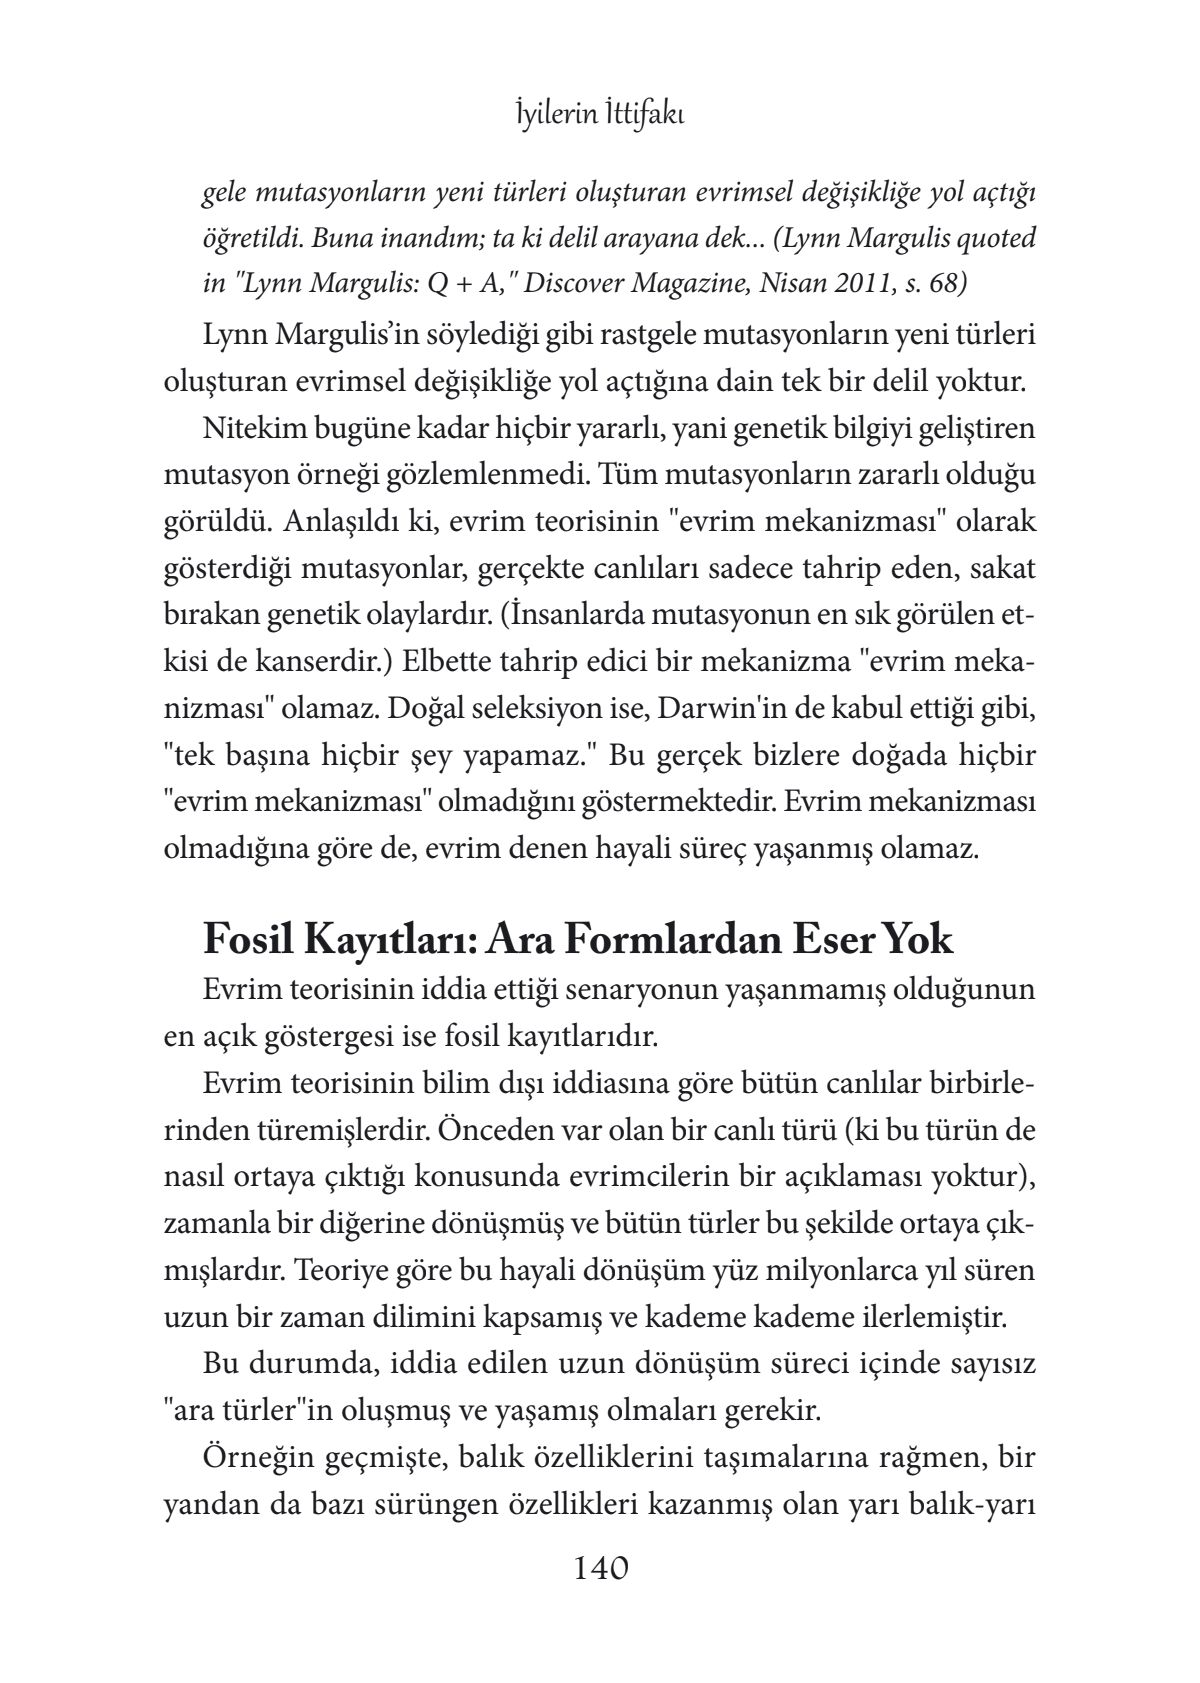 İyilerin İttifakı
gele mutasyonların yeni türleri oluşturan evrimsel değişikliğe yol açtığı
öğretildi. Buna inandım; ta ki delil arayana dek... (Lynn Margulis quoted
in "Lynn Margulis: Q + A," Discover Magazine, Nisan 2011, s. 68)
Lynn Margulis’in söylediği gibi rastgele mutasyonların yeni türleri
oluşturan evrimsel değişikliğe yol açtığına dain tek bir delil yoktur.
Nitekim bugüne kadar hiçbir yararlı, yani genetik bilgiyi geliştiren
mutasyon örneği gözlemlenmedi. Tüm mutasyonların zararlı olduğu
görüldü. Anlaşıldı ki, evrim teorisinin "evrim mekanizması" olarak
gösterdiği mutasyonlar, gerçekte canlıları sadece tahrip eden, sakat
bırakan genetik olaylardır. (İnsanlarda mutasyonun en sık görülen et-
kisi de kanserdir.) Elbette tahrip edici bir mekanizma "evrim meka-
nizması" olamaz. Doğal seleksiyon ise, Darwin'in de kabul ettiği gibi,
"tek başına hiçbir şey yapamaz." Bu gerçek bizlere doğada hiçbir
"evrim mekanizması" olmadığını göstermektedir. Evrim mekanizması
olmadığına göre de, evrim denen hayali süreç yaşanmış olamaz.
Fosil Kayıtları: Ara Formlardan Eser Yok
Evrim teorisinin iddia ettiği senaryonun yaşanmamış olduğunun
en açık göstergesi ise fosil kayıtlarıdır.
Evrim teorisinin bilim dışı iddiasına göre bütün canlılar birbirle-
rinden türemişlerdir. Önceden var olan bir canlı türü (ki bu türün de
nasıl ortaya çıktığı konusunda evrimcilerin bir açıklaması yoktur),
zamanla bir diğerine dönüşmüş ve bütün türler bu şekilde ortaya çık-
mışlardır. Teoriye göre bu hayali dönüşüm yüz milyonlarca yıl süren
uzun bir zaman dilimini kapsamış ve kademe kademe ilerlemiştir.
Bu durumda, iddia edilen uzun dönüşüm süreci içinde sayısız
"ara türler"in oluşmuş ve yaşamış olmaları gerekir.
Örneğin geçmişte, balık özelliklerini taşımalarına rağmen, bir
yandan da bazı sürüngen özellikleri kazanmış olan yarı balık-yarı
140